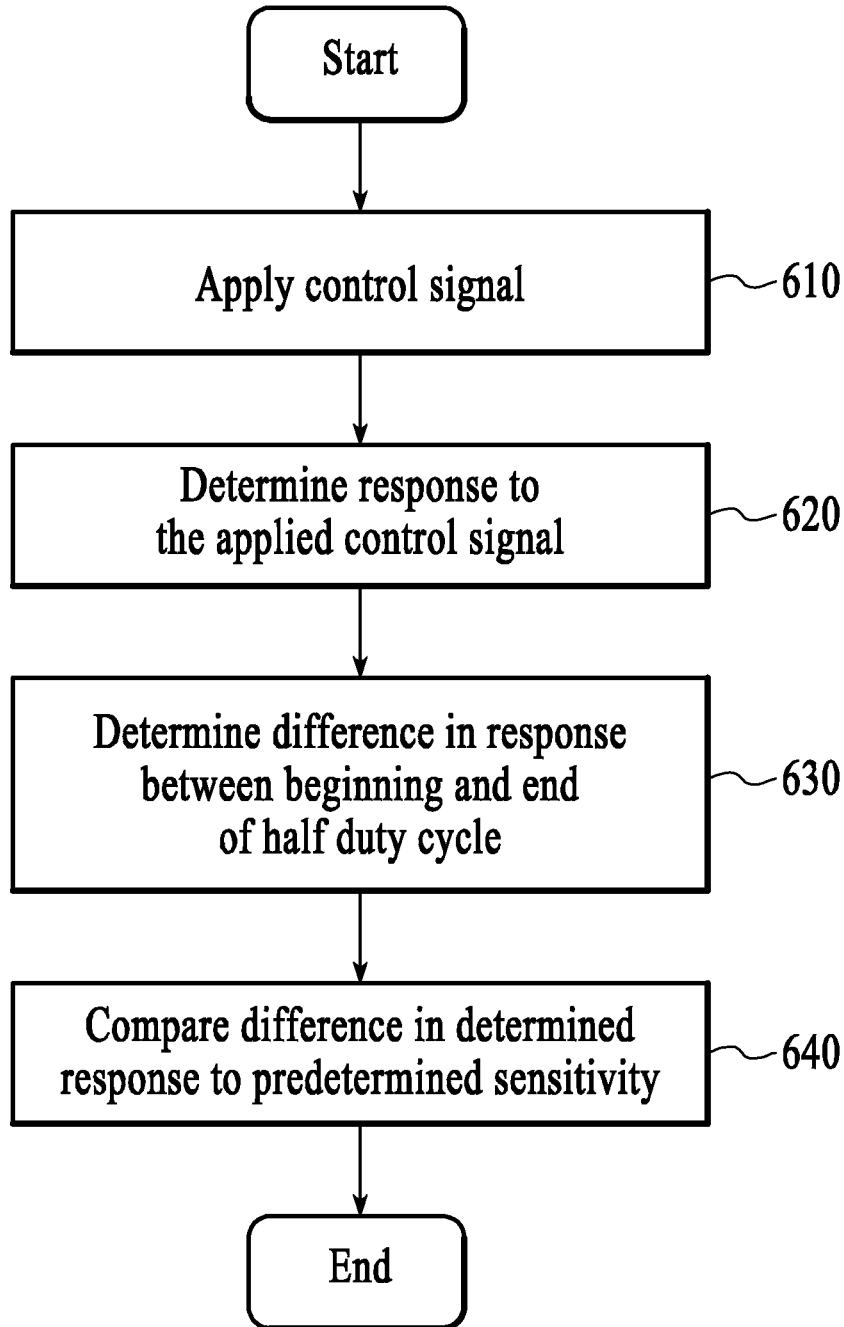 Start
Apply control signal
610
Determine response to
the applied control signal
620
Determine difference in response
between beginning and end
of half duty cycle
630
Compare difference in determined
response to predetermined sensitivity
640
End